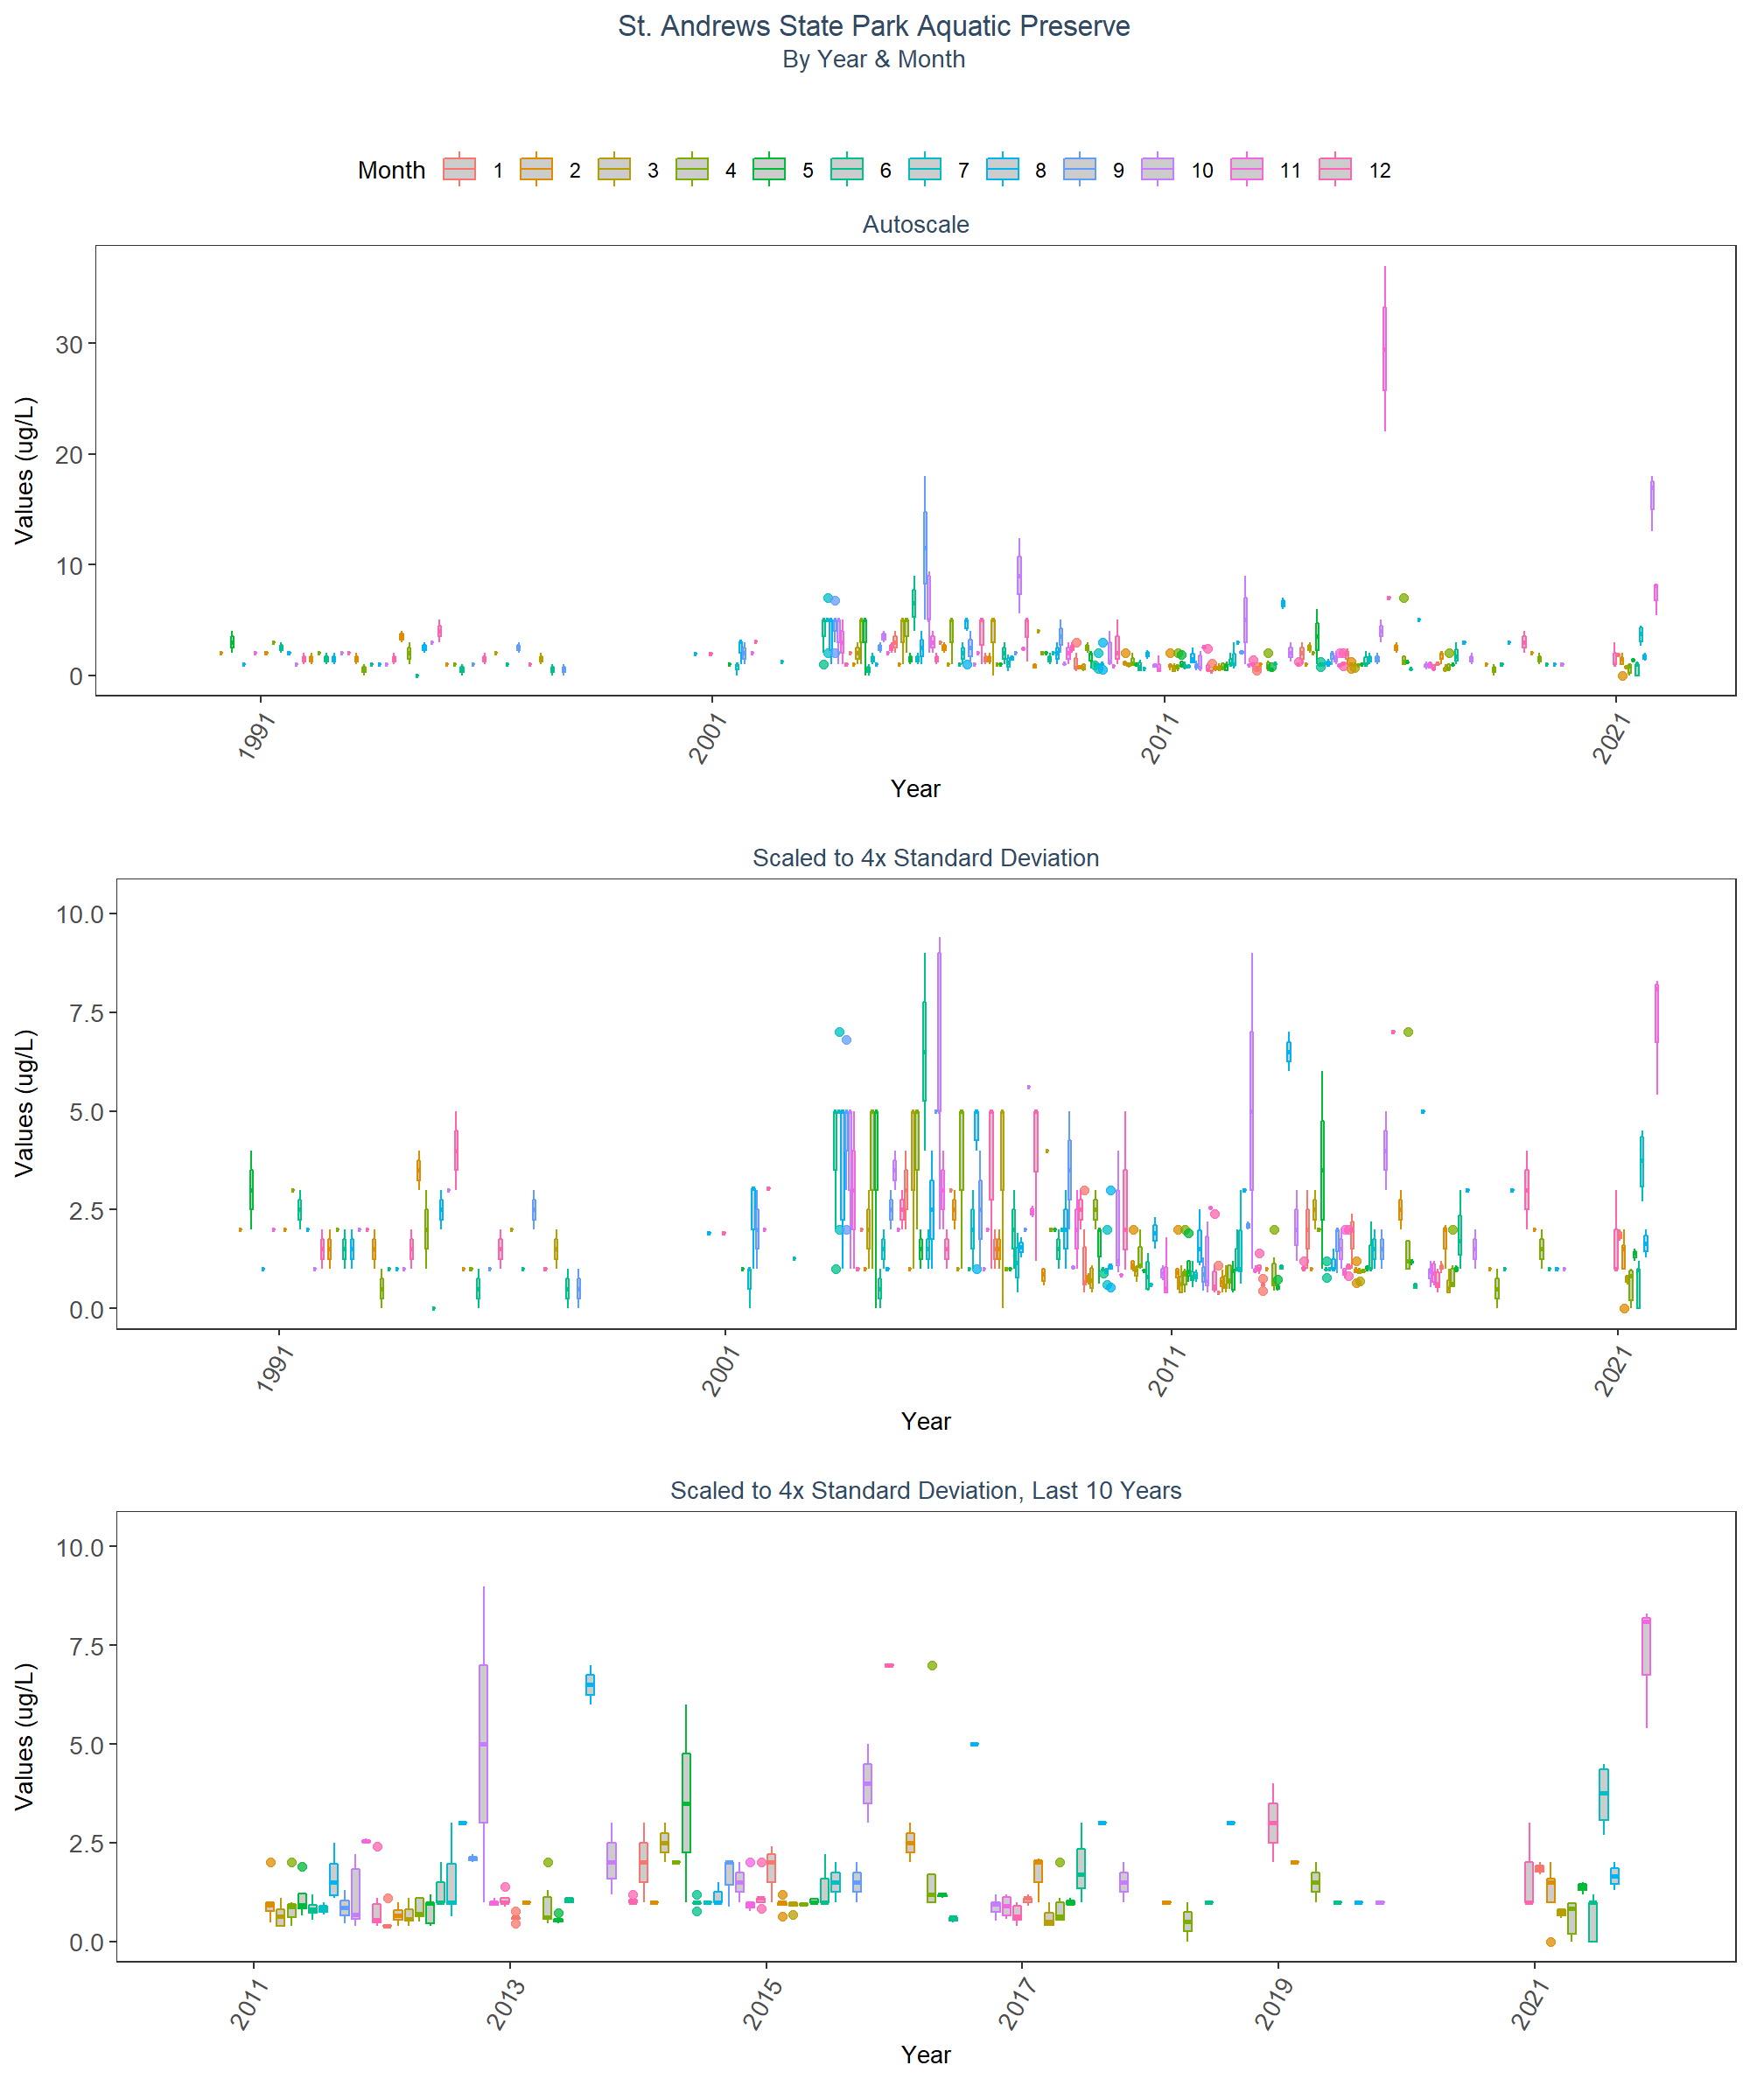 St. Andrews State Park Aquatic Preserve
By Year & Month
Month 1 2 3 4 5 6 7 8 9 10 11 12
Autoscale
Values (ug/L)
30
20
10
0
1991 2001 2011 2021
Year
Scaled to 4x Standard Deviation
Values (ug/L)
10.0
7.5
5.0
2.5
0.0
1991 2001 2011 2021
Year
Scaled to 4x Standard Deviation, Last 10 Years
Values (ug/L)
10.0
7.5
5.0
2.5
0.0
2011 2013 2015 2017 2019 2021
Year